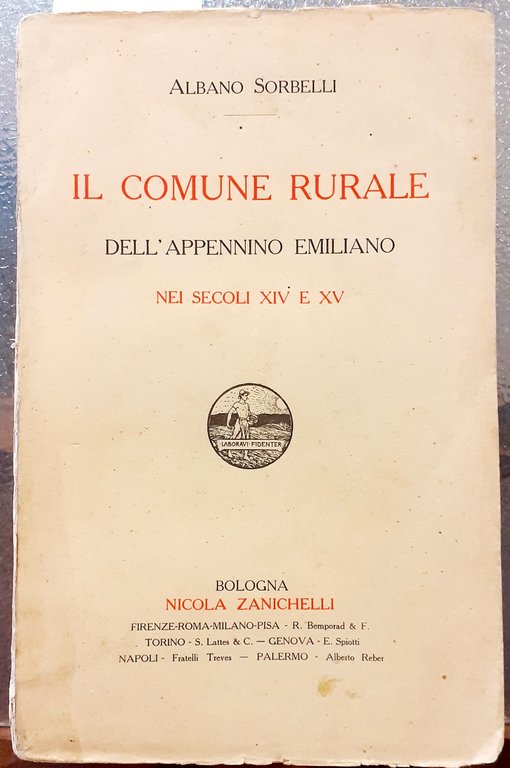 ALBANO SORBELLI
IL COMUNE RURALE
DELL'APPENNINO EMILIANO
NEI SECOLI XIV E XV
LABORAVI·FIDENTER
BOLOGNA
NICOLA ZANICHELLI
FIRENZE-ROMA-MILANO-PISA - R. Bemporad & F.
TORINO - S. Lattes & C. — GENOVA - E. Spiotti
NAPOLI - Fratelli Treves — PALERMO - Alberto Reber